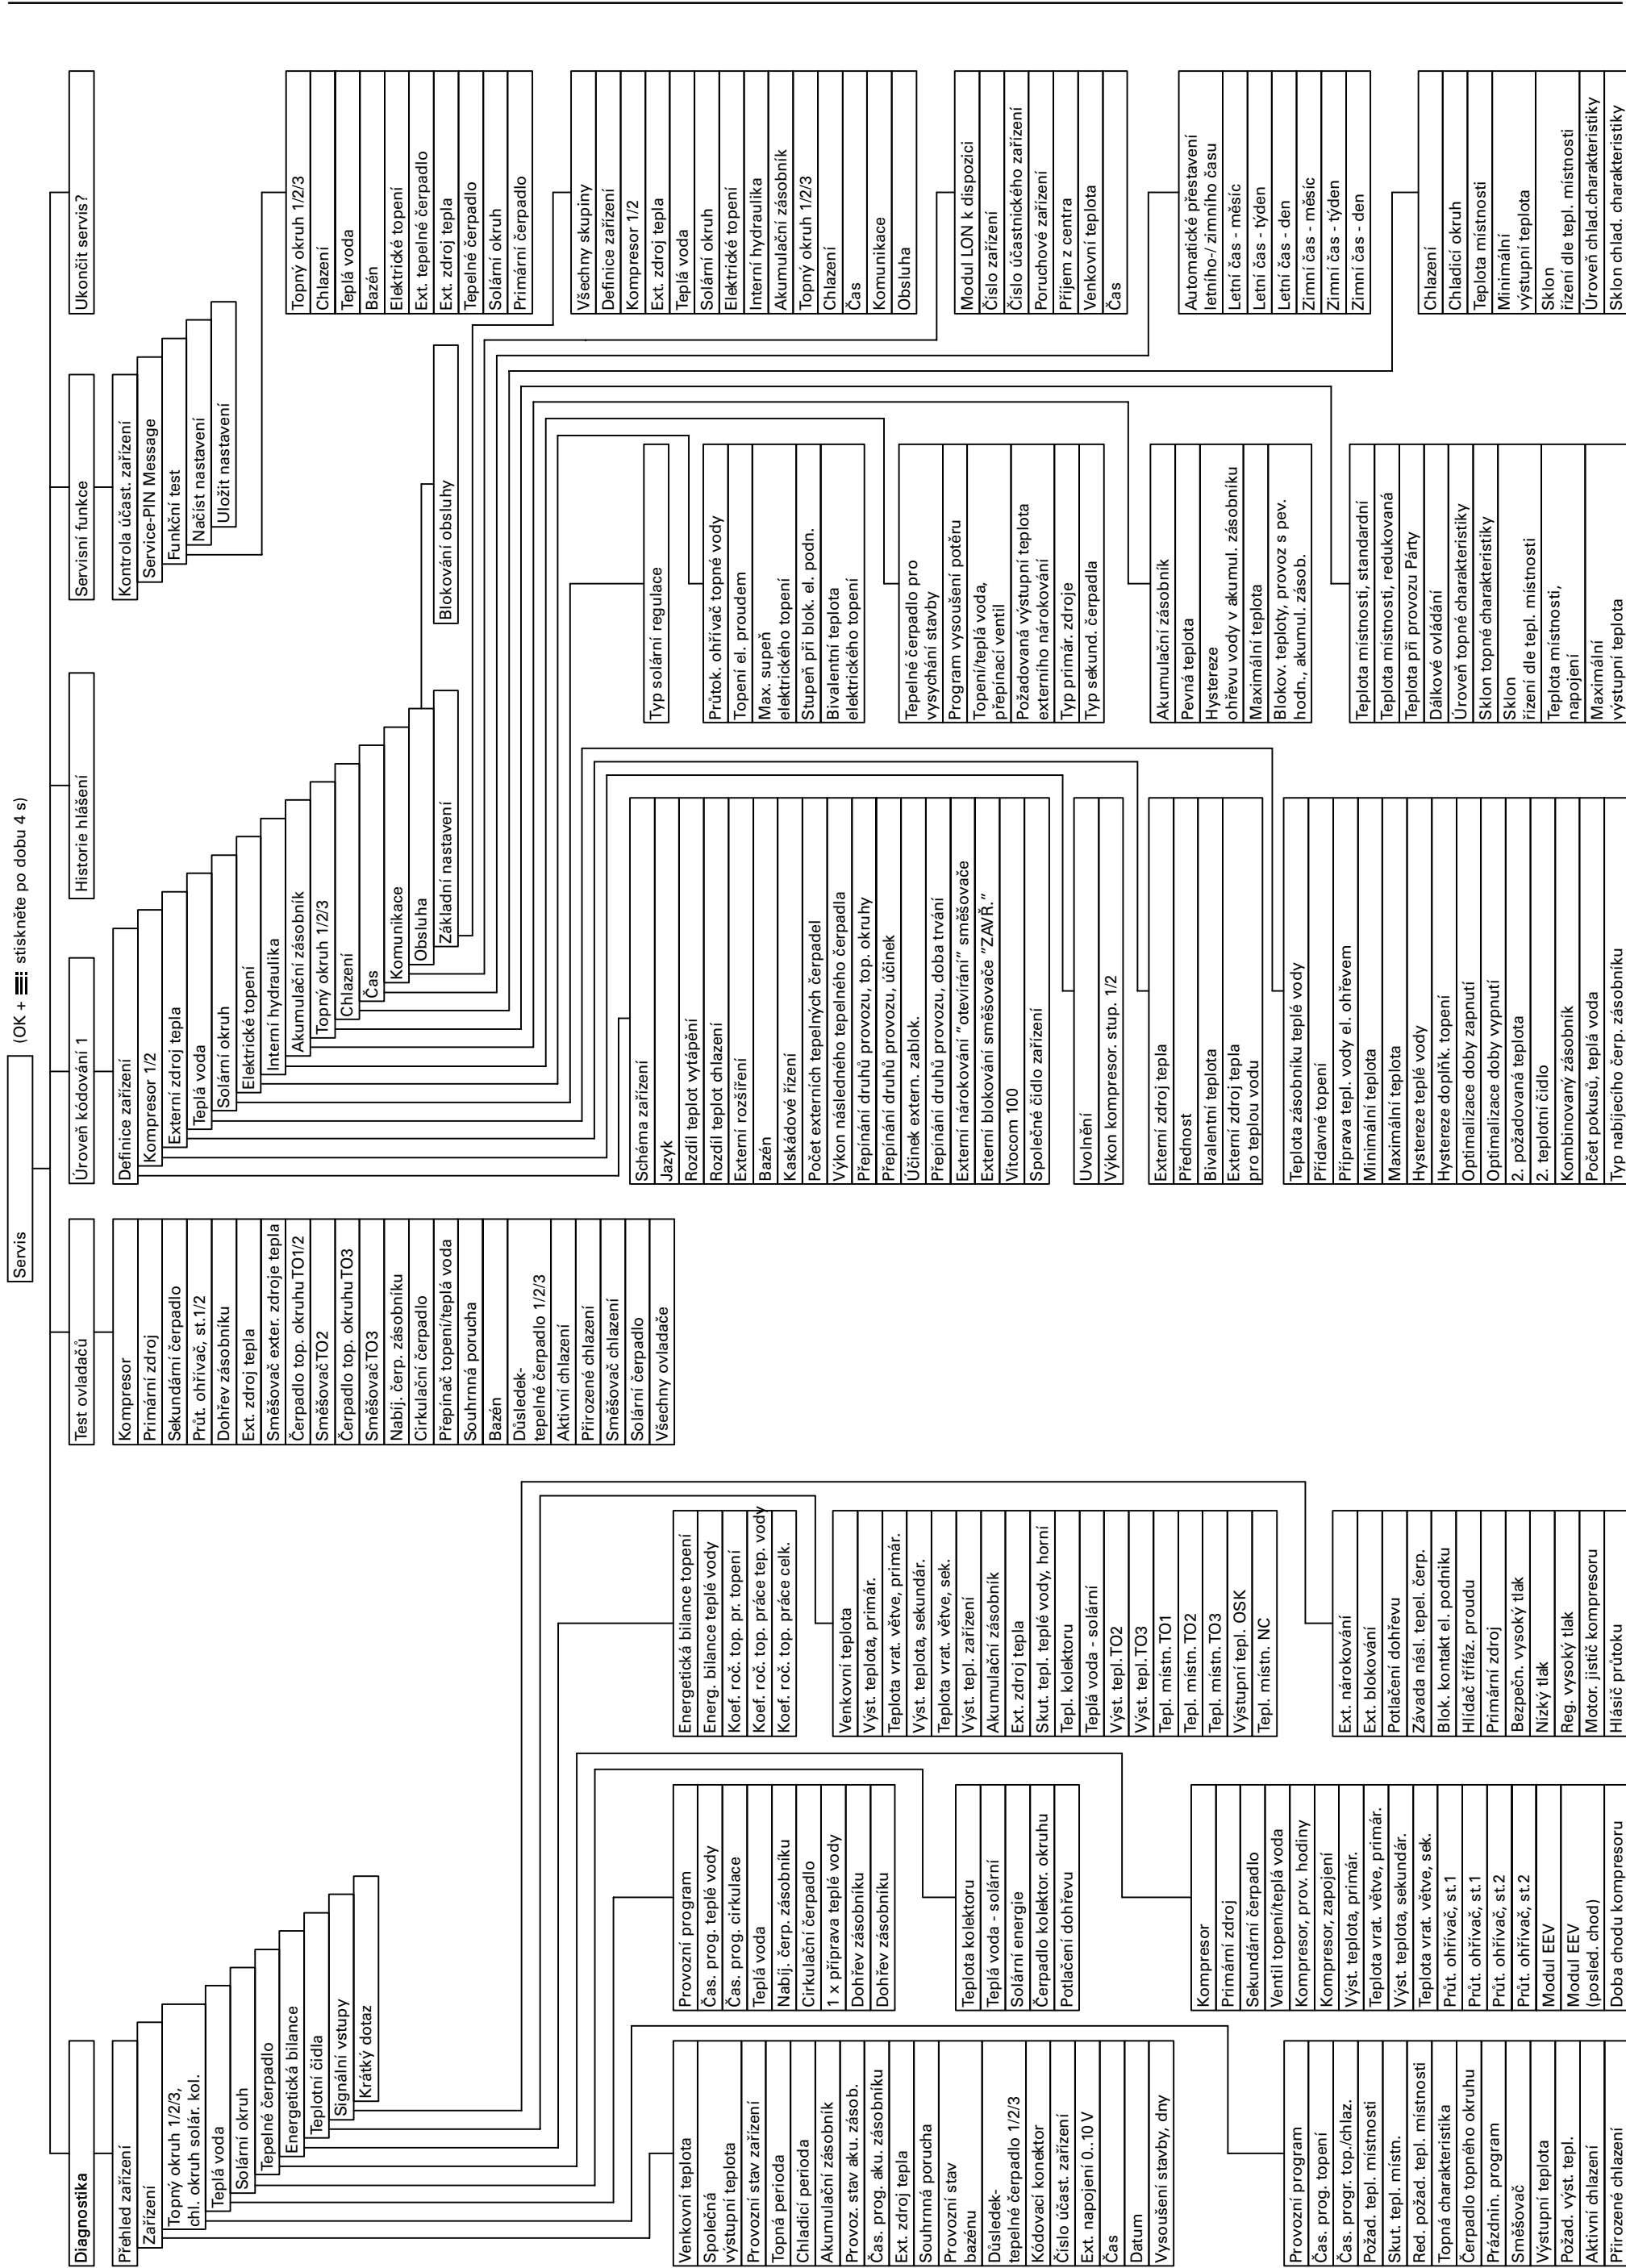 Servis
(OK + stiskněte po dobu 4 s)
Diagnostika
Přehled zařízení
Zařízení
Topný okruh 1/2/3,
chl. okruh solár. kol.
Teplá voda
Solární okruh
Tepelné čerpadlo
Energetická bilance
Teplotní čidla
Signální vstupy
Krátký dotaz
Venkovní teplota
Společná
výstupní teplota
Provozní stav zařízení
Topná perioda
Chladicí perioda
Akumulační zásobník
Provoz. stav aku. zásob.
Čas. prog. aku. zásobníku
Ext. zdroj tepla
Souhrnná porucha
Provozní stav
bazénu
Důsledek-
tepelné čerpadlo 1/2/3
Kódovací konektor
Číslo účast. zařízení
Ext. napojení 0..10 V
Čas
Datum
Vysoušení stavby, dny
Provozní program
Čas. prog. topení
Čas. progr. top./chlaz.
Požad. tepl. místnosti
Skut. tepl. místn.
Red. požad. tepl. místnosti
Topná charakteristika
Čerpadlo topného okruhu
Prázdnin. program
Směšovač
Výstupní teplota
Požad. výst. tepl.
Aktivní chlazení
Přirozené chlazení
Provozní program
Čas. prog. teplé vody
Čas. prog. cirkulace
Teplá voda
Nabíj. čerp. zásobníku
Cirkulační čerpadlo
1 x příprava teplé vody
Dohřev zásobníku
Dohřev zásobníku
Teplota kolektoru
Teplá voda - solární
Solární energie
Čerpadlo kolektor. okruhu
Potlačení dohřevu
Kompresor
Primární zdroj
Sekundární čerpadlo
Ventil topení/teplá voda
Kompresor, prov. hodiny
Kompresor, zapojení
Výst. teplota, primár.
Teplota vrat. větve, primár.
Výst. teplota, sekundár.
Teplota vrat. větve, sek.
Průt. ohřívač, st.1
Průt. ohřívač, st.1
Průt. ohřívač, st.2
Průt. ohřívač, st.2
Modul EEV
Modul EEV
(posled. chod)
Doba chodu kompresoru
Energetická bilance topení
Energ. bilance teplé vody
Koef. roč. top. pr. topení
Koef. roč. top. práce tep. vody
Koef. roč. top. práce celk.
Venkovní teplota
Výst. teplota, primár.
Teplota vrat. větve, primár.
Výst. teplota, sekundár.
Teplota vrat. větve, sek.
Výst. tepl. zařízení
Akumulační zásobník
Ext. zdroj tepla
Skut. tepl. teplé vody, horní
Tepl. kolektoru
Teplá voda - solární
Výst. tepl.TO2
Výst. tepl.TO3
Tepl. místn. TO1
Tepl. místn. TO2
Tepl. místn. TO3
Výstupní tepl. OSK
Tepl. místn. NC
Ext. nárokování
Ext. blokování
Potlačení dohřevu
Závada násl. tepel. čerp.
Blok. kontakt el. podniku
Hlídač třífáz. proudu
Primární zdroj
Bezpečn. vysoký tlak
Nízký tlak
Reg. vysoký tlak
Motor. jistič kompresoru
Hlásič průtoku
Test ovladačů
Kompresor
Primární zdroj
Sekundární čerpadlo
Průt. ohřívač, st.1/2
Dohřev zásobníku
Ext. zdroj tepla
Směšovač exter. zdroje tepla
Čerpadlo top. okruhu TO1/2
Směšovač TO2
Čerpadlo top. okruhu TO3
Směšovač TO3
Nabíj. čerp. zásobníku
Cirkulační čerpadlo
Přepínač topení/teplá voda
Souhrnná porucha
Bazén
Důsledek-
tepelné čerpadlo 1/2/3
Aktivní chlazení
Přirozené chlazení
Směšovač chlazení
Solární čerpadlo
Všechny ovladače
Úroveň kódování 1
Definice zařízení
Kompresor 1/2
Externí zdroj tepla
Teplá voda
Solární okruh
Elektrické topení
Interní hydraulika
Akumulační zásobník
Topný okruh 1/2/3
Chlazení
Čas
Komunikace
Obsluha
Základní nastavení
Blokování obsluhy
Schéma zařízení
Jazyk
Rozdíl teplot vytápění
Rozdíl teplot chlazení
Externí rozšíření
Bazén
Kaskádové řízení
Počet externích tepelných čerpadel
Výkon následného tepelného čerpadla
Přepínání druhů provozu, top. okruhy
Přepínání druhů provozu, účinek
Účinek extern. zablok.
Přepínání druhů provozu, doba trvání
Externí nárokování "otevírání" směšovače
Externí blokování směšovače "ZAVŘ."
Vitocom 100
Společné čidlo zařízení
Uvolnění
Výkon kompresor. stup. 1/2
Externí zdroj tepla
Přednost
Bivalentní teplota
Externí zdroj tepla
pro teplou vodu
Teplota zásobníku teplé vody
Přídavné topení
Příprava tepl. vody el. ohřevem
Minimální teplota
Maximální teplota
Hystereze teplé vody
Hystereze doplňk. topení
Optimalizace doby zapnutí
Optimalizace doby vypnutí
2. požadovaná teplota
2. teplotní čidlo
Kombinovaný zásobník
Počet pokusů, teplá voda
Typ nabíjecího čerp. zásobníku
Typ solární regulace
Průtok. ohřívač topné vody
Topení el. proudem
Max. supeň
elektrického topení
Stupeň při blok. el. podn.
Bivalentní teplota
elektrického topení
Tepelné čerpadlo pro
vysychání stavby
Program vysoušení potěru
Topení/teplá voda,
přepínací ventil
Požadovaná výstupní teplota
externího nárokování
Typ primár. zdroje
Typ sekund. čerpadla
Akumulační zásobník
Pevná teplota
Hystereze
ohřevu vody v akumul. zásobníku
Maximální teplota
Blokov. teploty, provoz s pev.
hodn., akumul. zásob.
Teplota místnosti, standardní
Teplota místnosti, redukovaná
Teplota při provozu Párty
Dálkové ovládání
Úroveň topné charakteristiky
Sklon topné charakteristiky
Sklon
řízení dle tepl. místnosti
Teplota místnosti,
napojení
Maximální
výstupní teplota
Historie hlášení
Servisní funkce
Kontrola účast. zařízení
Service-PIN Message
Funkční test
Načíst nastavení
Uložit nastavení
Ukončit servis?
Topný okruh 1/2/3
Chlazení
Teplá voda
Bazén
Elektrické topení
Ext. tepelné čerpadlo
Ext. zdroj tepla
Tepelné čerpadlo
Solární okruh
Primární čerpadlo
Všechny skupiny
Definice zařízení
Kompresor 1/2
Ext. zdroj tepla
Teplá voda
Solární okruh
Elektrické topení
Interní hydraulika
Akumulační zásobník
Topný okruh 1/2/3
Chlazení
Čas
Komunikace
Obsluha
Modul LON k dispozici
Číslo zařízení
Číslo účastnického zařízení
Poruchové zařízení
Příjem z centra
Venkovní teplota
Čas
Automatické přestavení
letního-/ zimního času
Letní čas - měsíc
Letní čas - týden
Letní čas - den
Zimní čas - měsíc
Zimní čas - týden
Zimní čas - den
Chlazení
Chladicí okruh
Teplota místnosti
Minimální
výstupní teplota
Sklon
řízení dle tepl. místnosti
Úroveň chlad.charakteristiky
Sklon chlad. charakteristiky